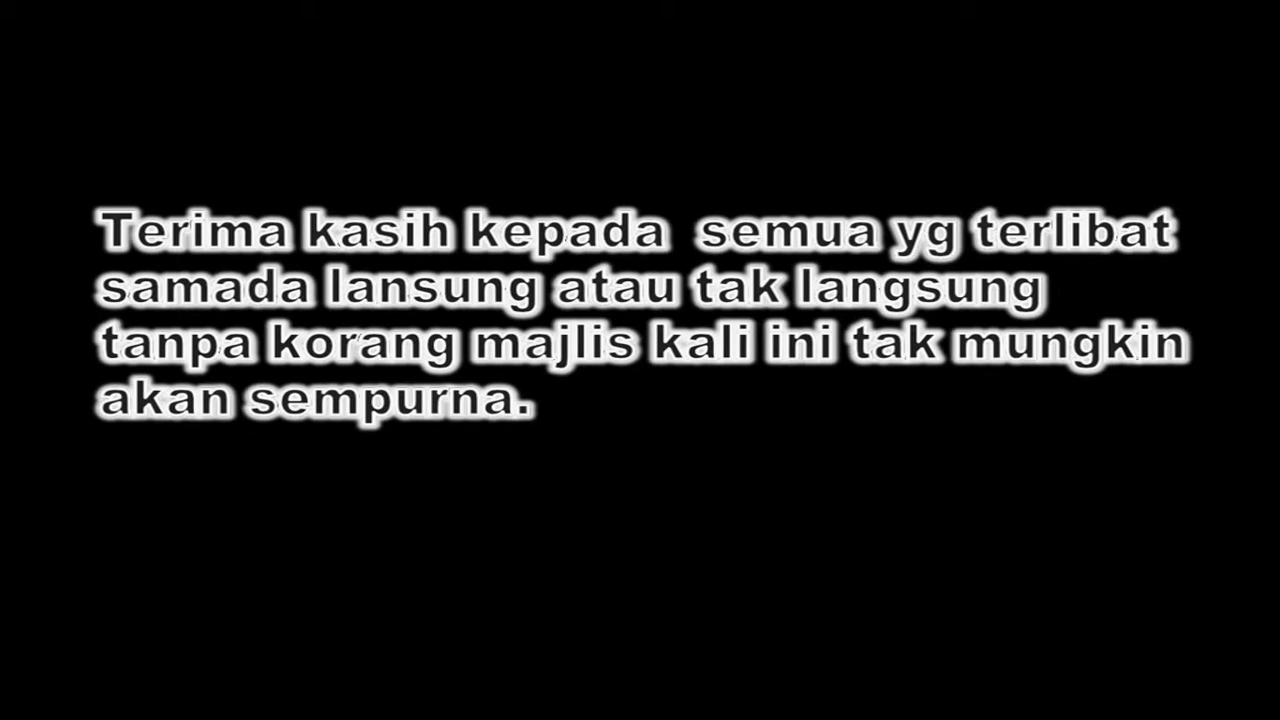 Terima kasih kepada  semua yg terlibat
samada lansung atau tak langsung
tanpa korang majlis kali ini tak mungkin
akan sempurna.